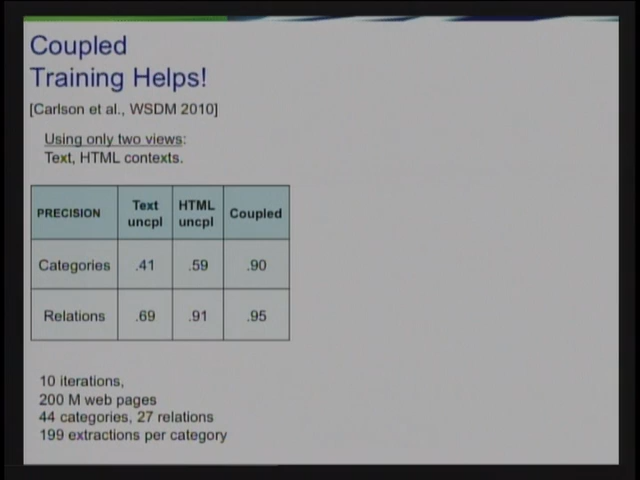 Coupled
Training Helps!
[Carlson et al., WSDM 2010]
Using only two views:
Text, HTML contexts.
PRECISION Text uncpl HTML uncpl Coupled
Categories .41 .59 .90
Relations .69 .91 .95
10 iterations,
200 M web pages
44 categories, 27 relations
199 extractions per category